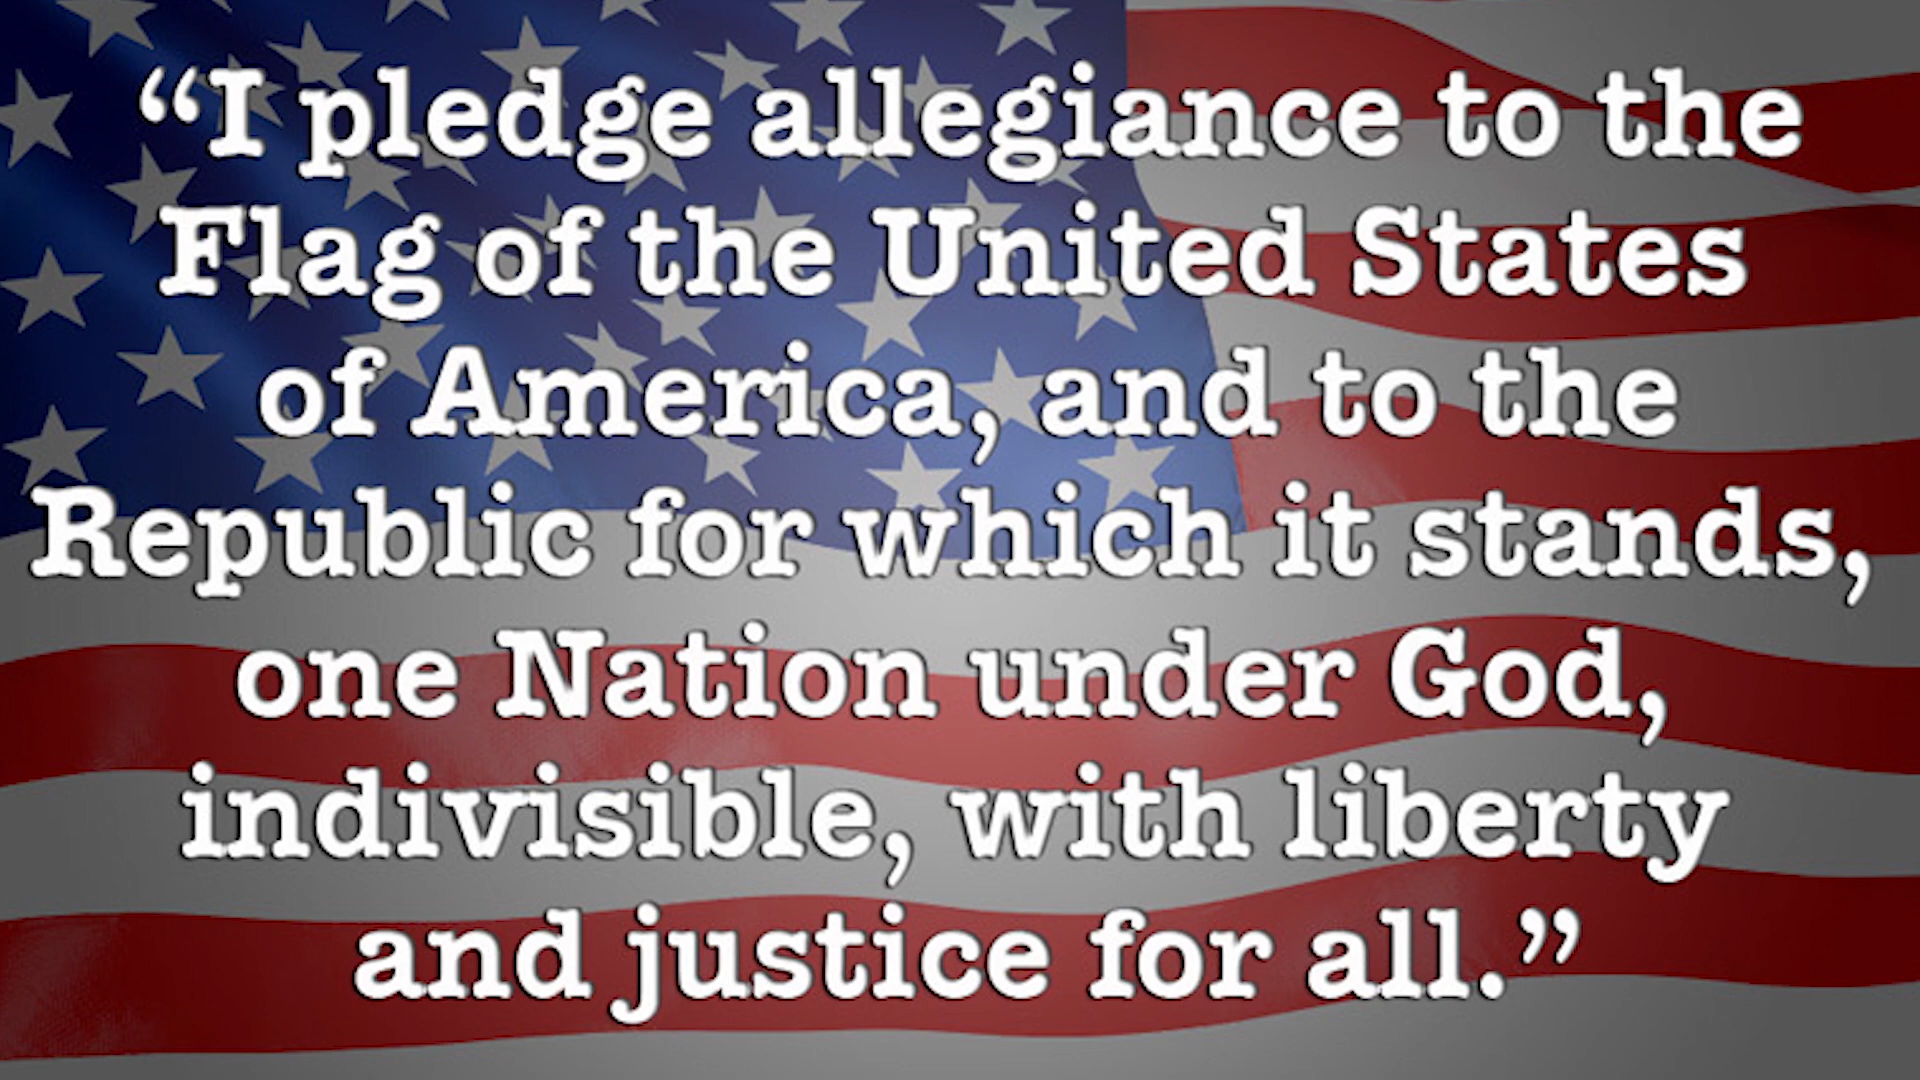 “I pledge allegiance to the
Flag of the United States
of America, and to the
Republic for which it stands,
one Nation under God,
indivisible, with liberty
and justice for all.”